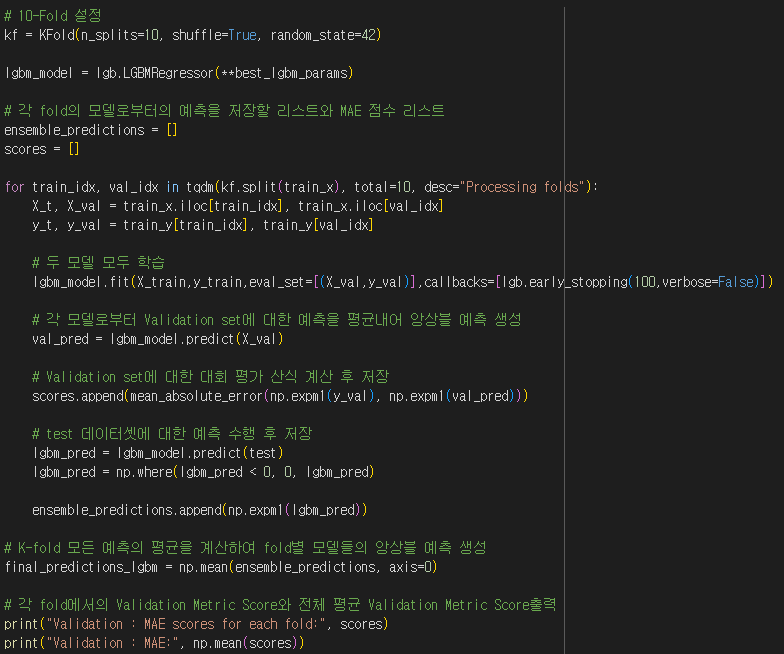 # 10-Fold 설정
kf = KFold(n_splits=10, shuffle=True, random_state=42)
lgbm_model = lgb.LGBMRegressor(**best_lgbm_params)
# 각 fold의 모델로부터의 예측을 저장할 리스트와 MAE 점수 리스트
ensemble_predictions = []
scores = []
for train_idx, val_idx in tqdm(kf.split(train_x), total=10, desc="Processing folds"):
X_t, X_val = train_x.iloc[train_idx], train_x.iloc[val_idx]
y_t, y_val = train_y[train_idx], train_y[val_idx]
# 두 모델 모두 학습
lgbm_model.fit(X_train,y_train,eval_set=[(X_val,y_val)],callbacks=[lgb.early_stopping(100,verbose=False)])
# 각 모델로부터 Validation set에 대한 예측을 평균내어 앙상블 예측 생성
val_pred = lgbm_model.predict(X_val)
# Validation set에 대한 대회 평가 산식 계산 후 저장
scores.append(mean_absolute_error(np.expm1(y_val), np.expm1(val_pred)))
# test 데이터셋에 대한 예측 수행 후 저장
lgbm_pred = lgbm_model.predict(test)
lgbm_pred = np.where(lgbm_pred < 0, 0, lgbm_pred)
ensemble_predictions.append(np.expm1(lgbm_pred))
# K-fold 모든 예측의 평균을 계산하여 fold별 모델들의 앙상블 예측 생성
final_predictions_lgbm = np.mean(ensemble_predictions, axis=0)
# 각 fold에서의 Validation Metric Score와 전체 평균 Validation Metric Score출력
print("Validation : MAE scores for each fold:", scores)
print("Validation : MAE:", np.mean(scores))